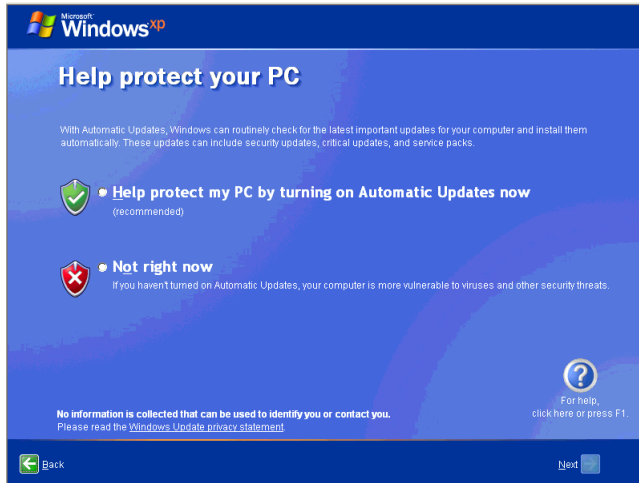 Microsoft
Windows xp
Help protect your PC
With Automatic Updates, Windows can routinely check for the latest important updates for your computer and install them
automatically. These updates can include security updates, critical updates, and service packs.
Help protect my PC by turning on Automatic Updates now
(recommended)
Not right now
If you haven't turned on Automatic Updates, your computer is more vulnerable to viruses and other security threats.
For help,
click here or press F1.
No information is collected that can be used to identify you or contact you.
Please read the Windows Update privacy statement.
Back
Next